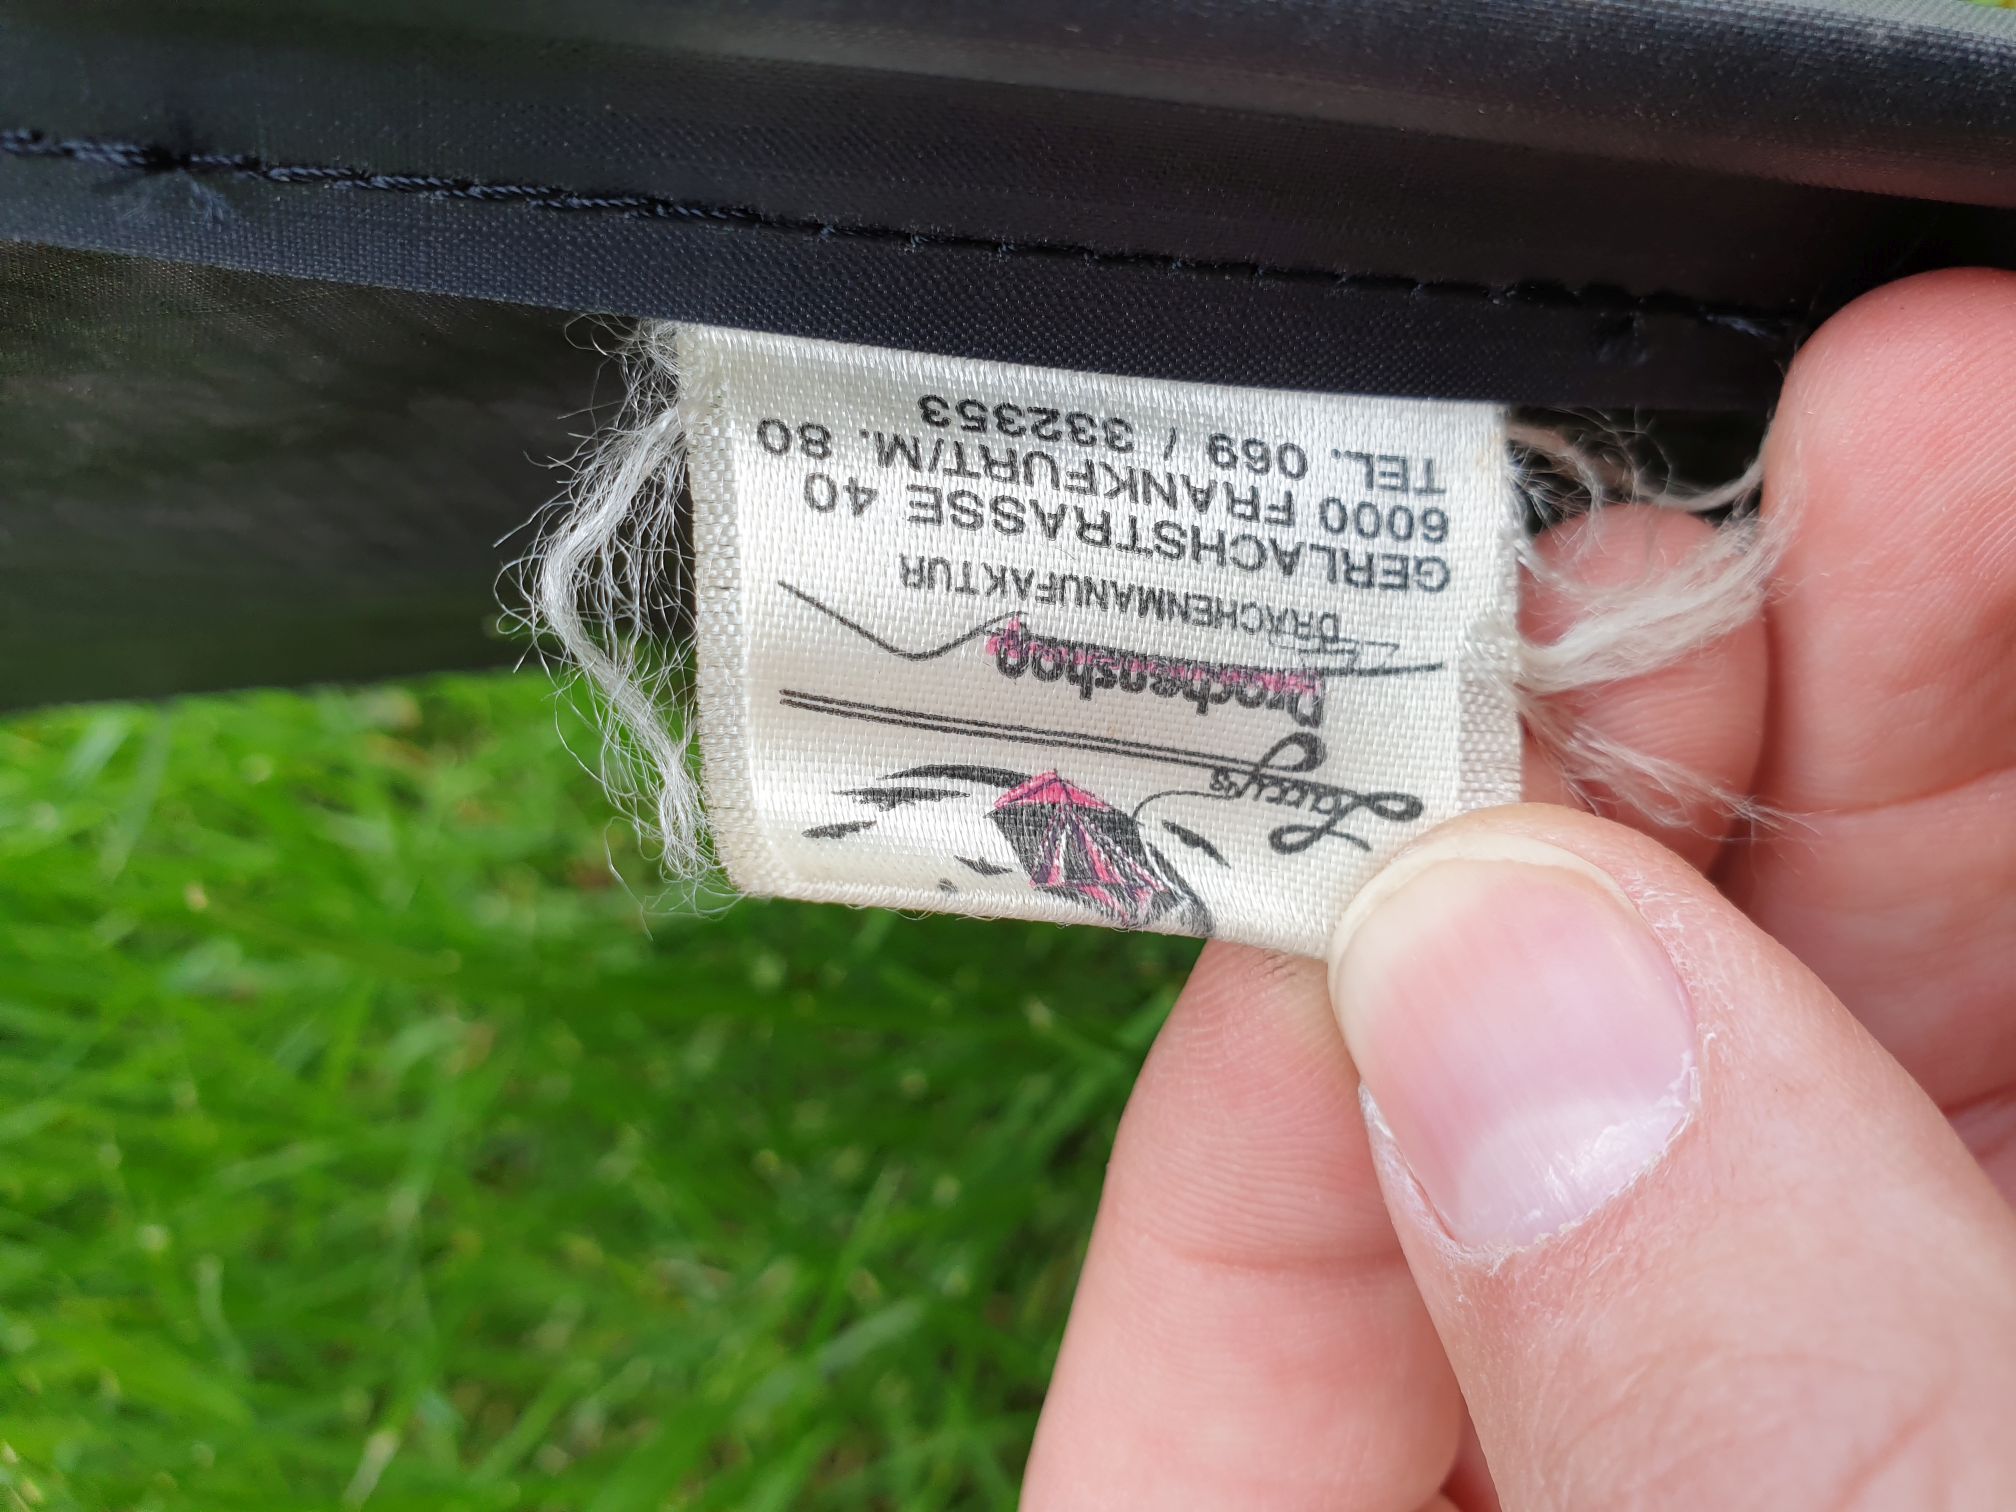 Larry's
Drachenshop
DRACHENMANUFAKTUR
GERLACHSTRASSE 40
6000 FRANKFURT/M. 80
TEL. 069 / 332353